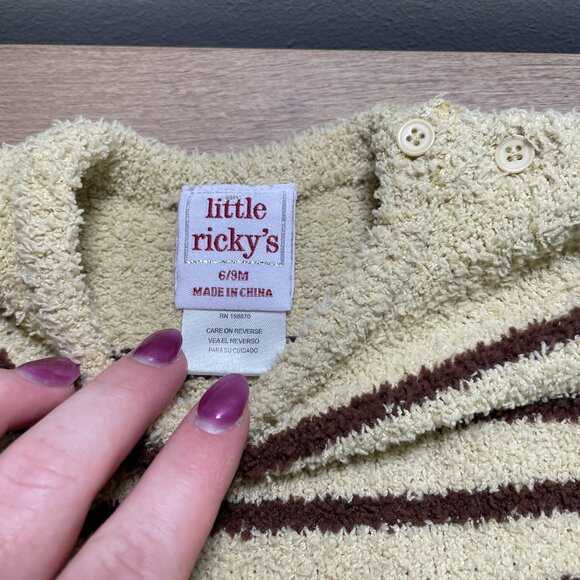 little
ricky's
6/9M
MADE IN CHINA
RN 158870
CARE ON REVERSE
VEA EL REVERSO
PARA SU CUIDADO